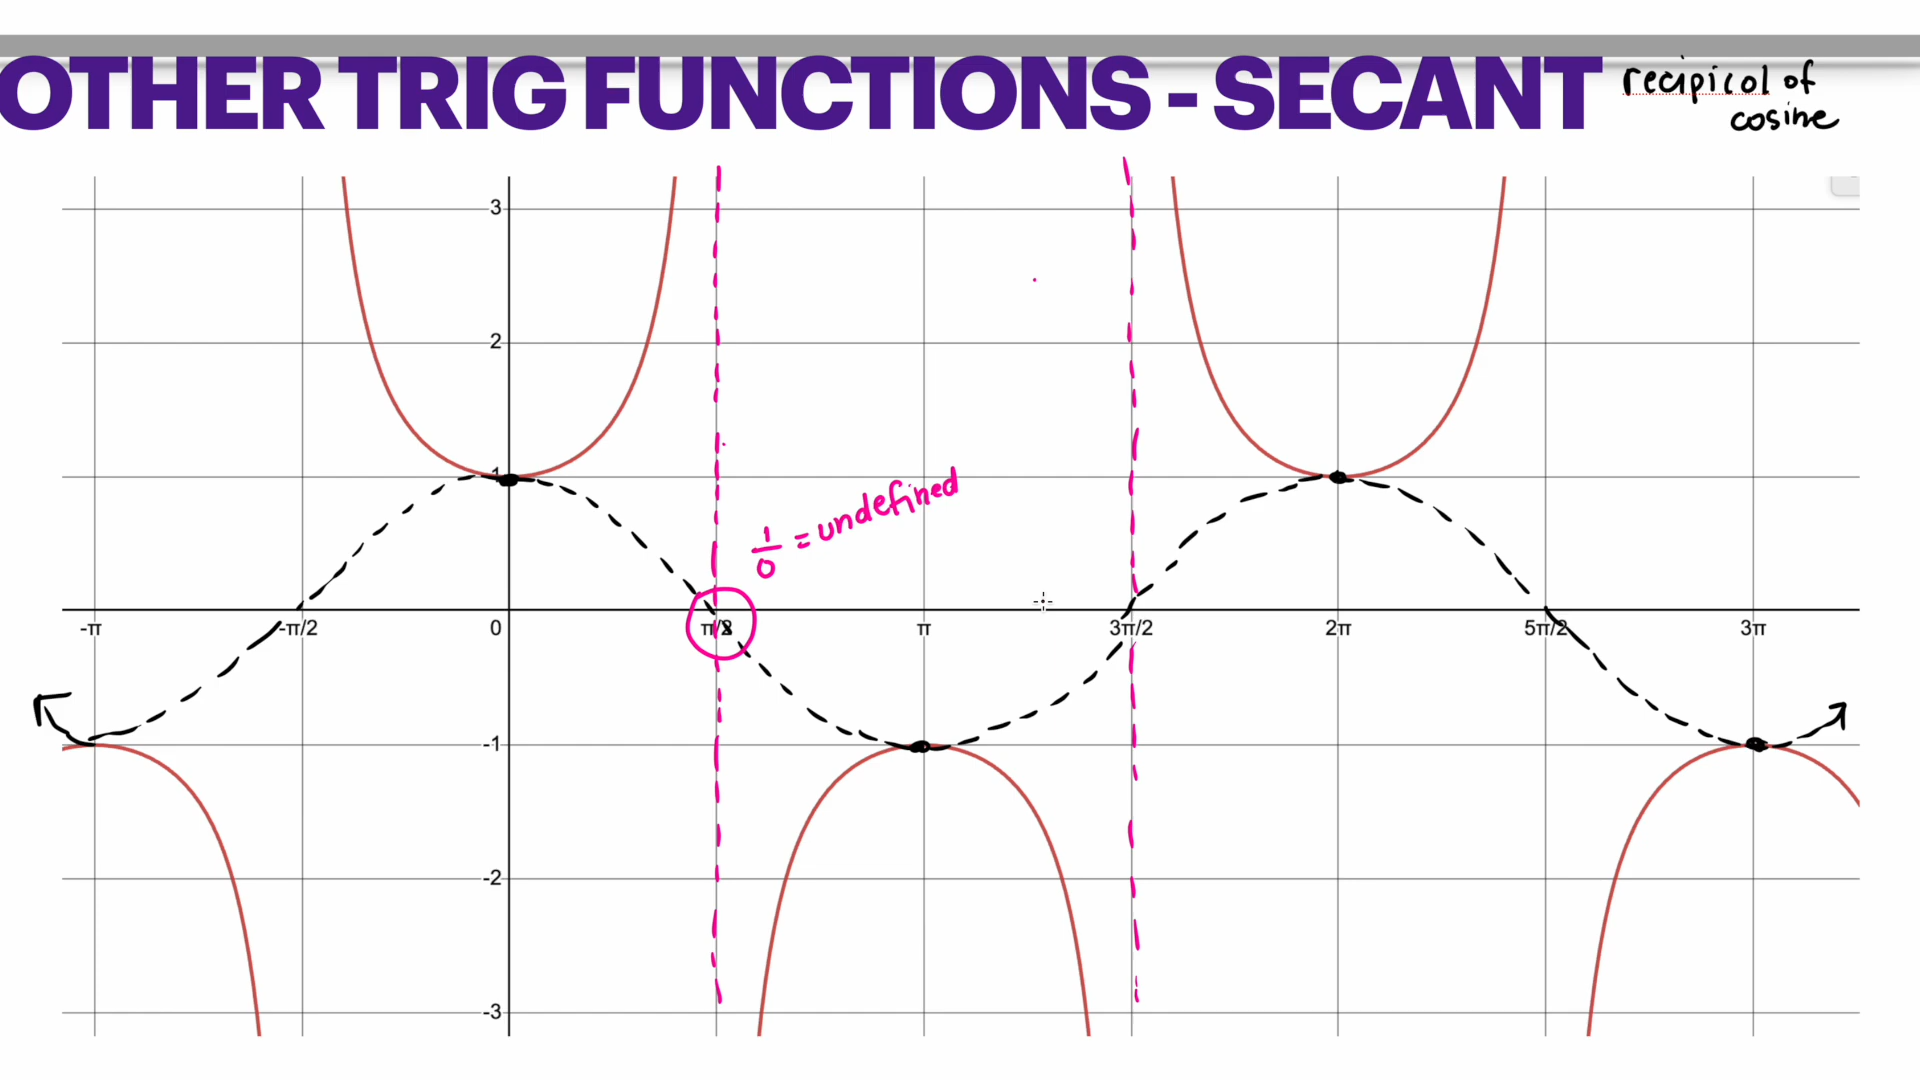 OTHER TRIG FUNCTIONS - SECANT
recipicol of
cosine
3
2
1
1/0 = undefined
-π
-π/2
0
π/2
π
3π/2
2π
5π/2
3π
-1
-2
-3